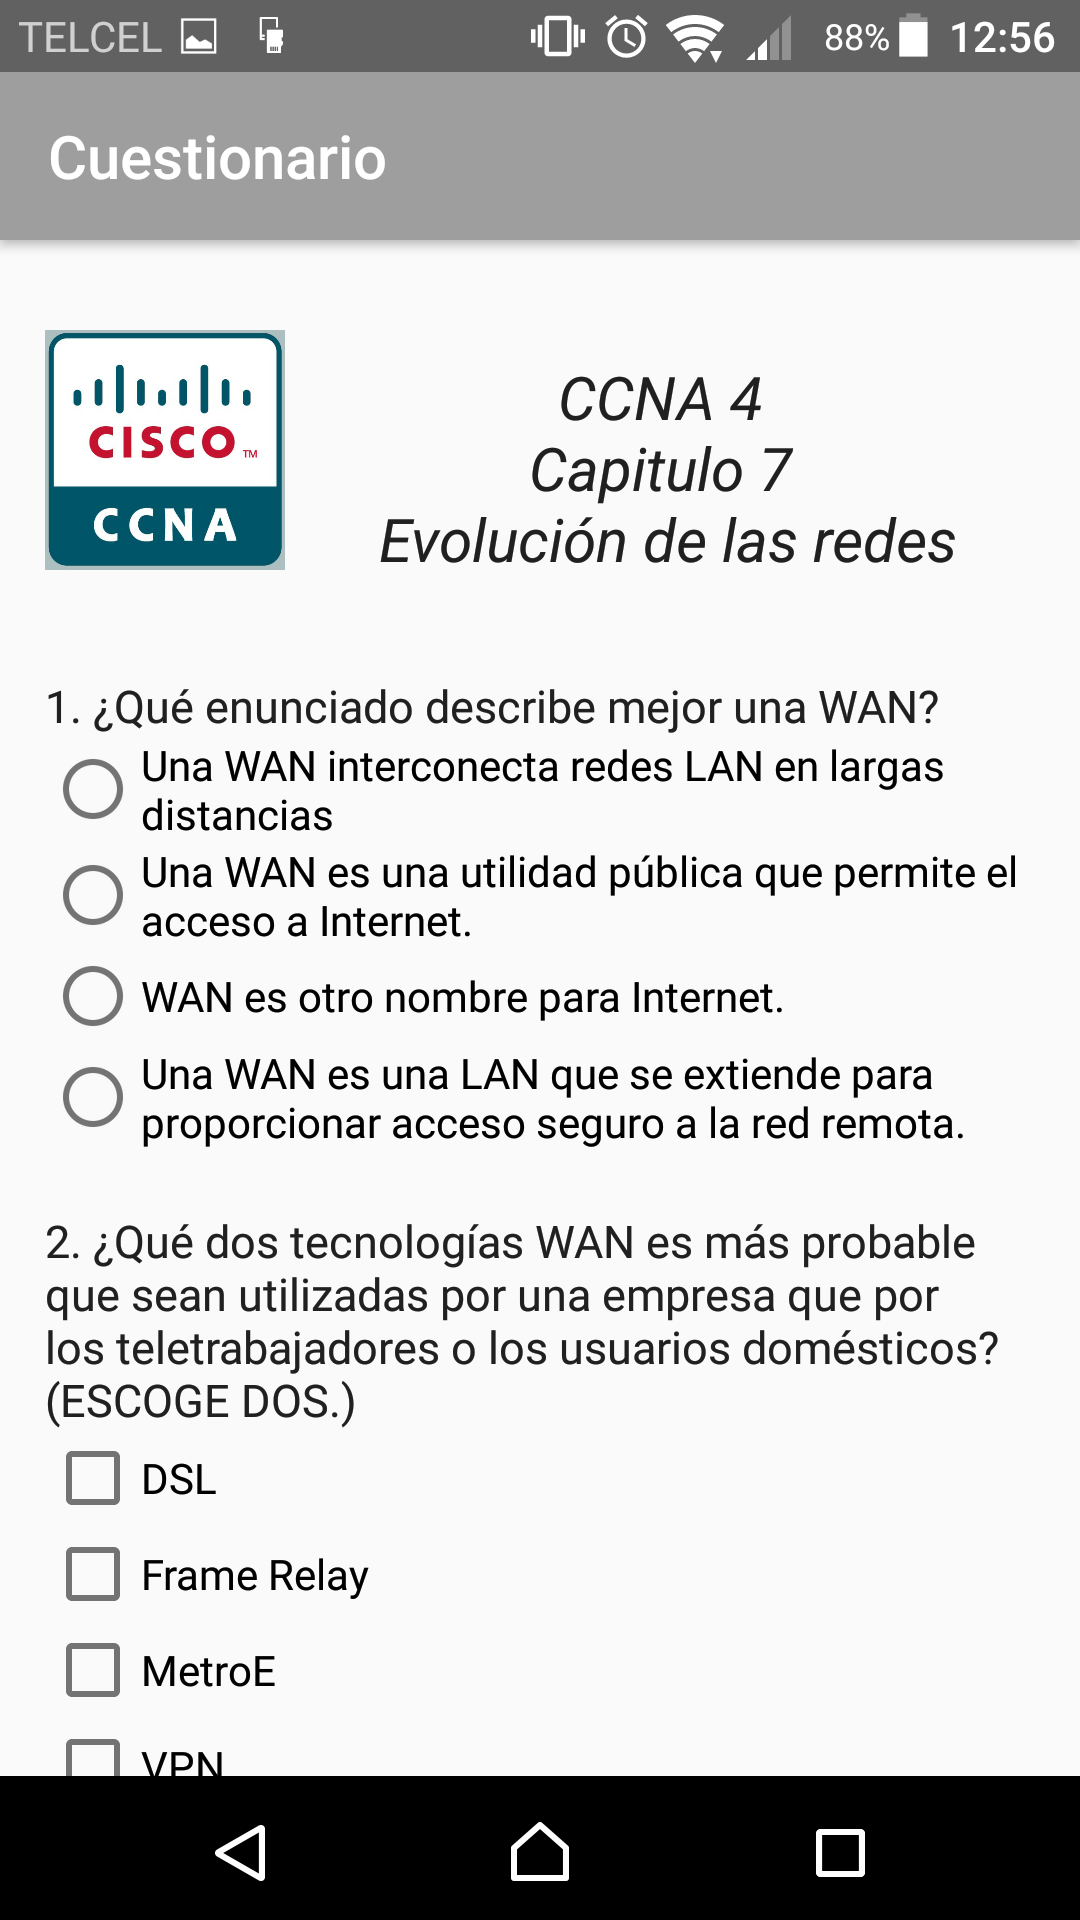 TELCEL 88% 12:56
Cuestionario
CISCO TM
CCNA
CCNA 4
Capitulo 7
Evolución de las redes
1. ¿Qué enunciado describe mejor una WAN?
Una WAN interconecta redes LAN en largas
distancias
Una WAN es una utilidad pública que permite el
acceso a Internet.
WAN es otro nombre para Internet.
Una WAN es una LAN que se extiende para
proporcionar acceso seguro a la red remota.
2. ¿Qué dos tecnologías WAN es más probable
que sean utilizadas por una empresa que por
los teletrabajadores o los usuarios domésticos?
(ESCOGE DOS.)
DSL
Frame Relay
MetroE
VPN